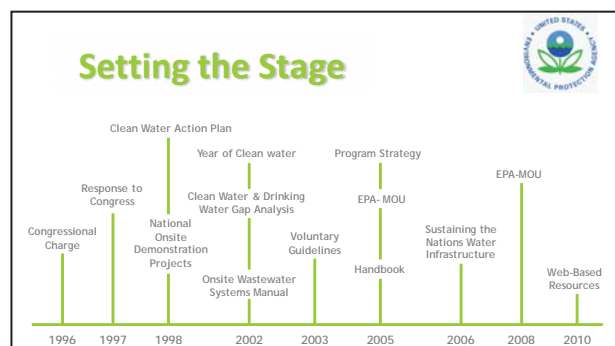 Setting the Stage
UNITED STATES
ENVIRONMENTAL PROTECTION
AGENCY
Clean Water Action Plan
Year of Clean water
Program Strategy
EPA-MOU
Response to
Congress
Clean Water & Drinking
Water Gap Analysis
EPA- MOU
Congressional
Charge
National
Onsite
Demonstration
Projects
Voluntary
Guidelines
Sustaining the
Nations Water
Infrastructure
Onsite Wastewater
Systems Manual
Handbook
Web-Based
Resources
1996 1997 1998 2002 2003 2005 2006 2008 2010